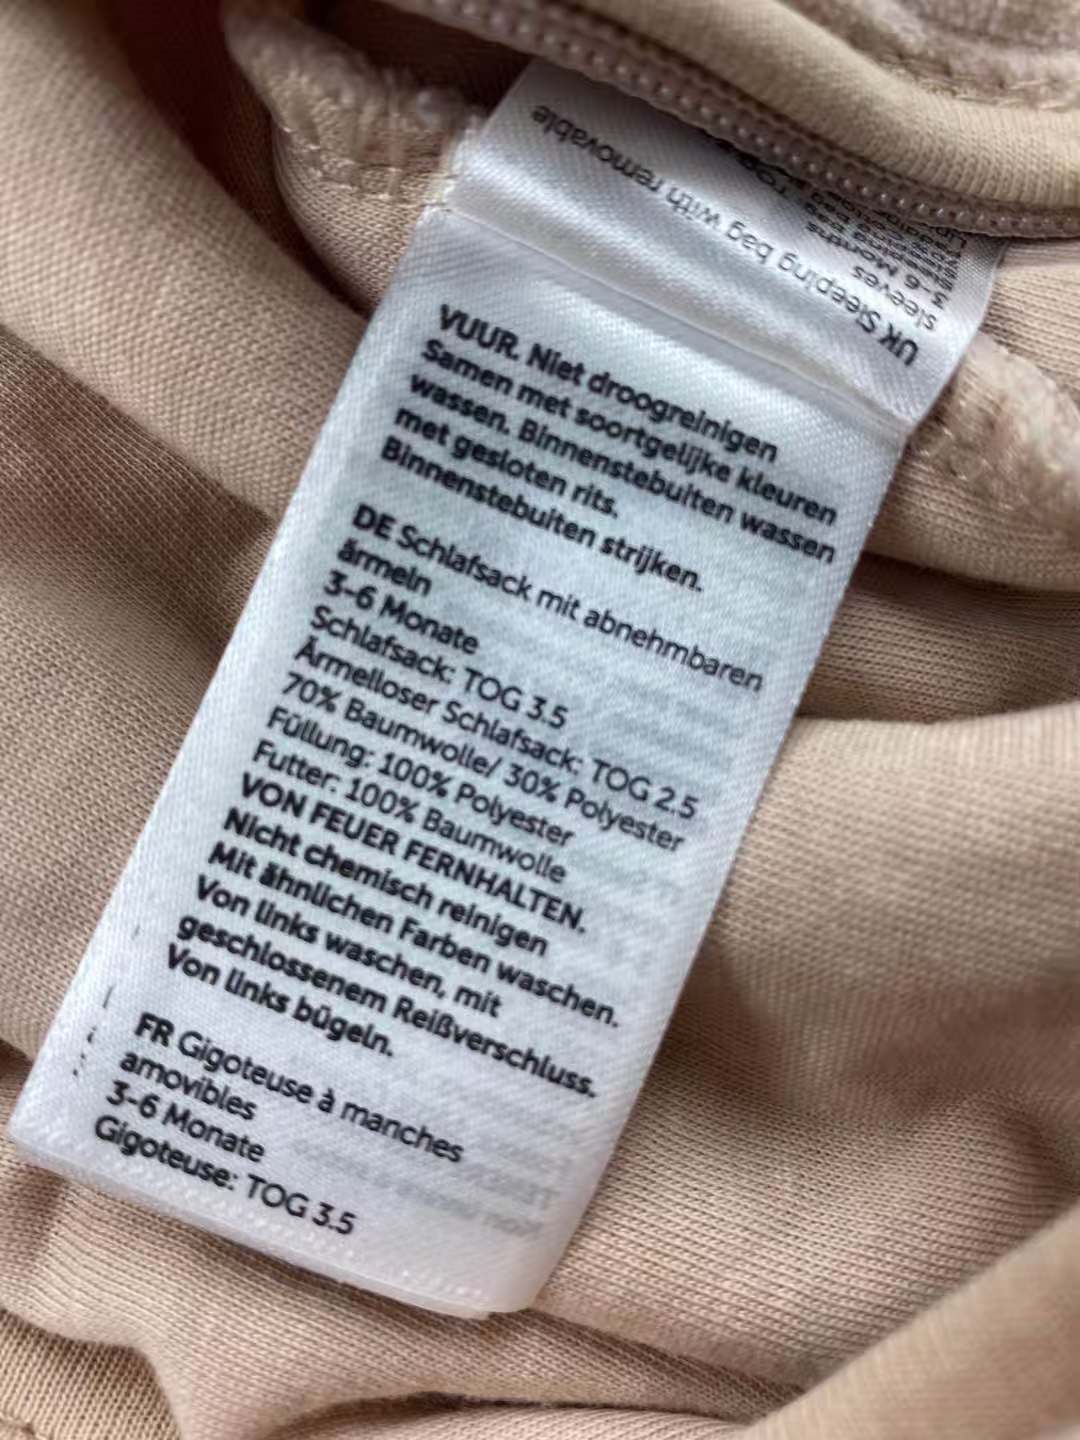 UK Sleeping bag with removable
sleeves
3-6 Months
VUUR. Niet droogreinigen
Samen met soortgelijke kleuren
wassen. Binnenstebuiten wassen
met gesloten rits.
Binnenstebuiten strijken.
DE Schlafsack mit abnehmbaren
ärmeln
3-6 Monate
Schlafsack: TOG 3.5
Ärmelloser Schlafsack: TOG 2.5
70% Baumwolle/ 30% Polyester
Füllung: 100% Polyester
Futter: 100% Baumwolle
VON FEUER FERNHALTEN.
Nicht chemisch reinigen
Mit ähnlichen Farben waschen.
Von links waschen, mit
geschlossenem Reißverschluss.
Von links bügeln.
FR Gigoteuse à manches
amovibles
3-6 Monate
Gigoteuse: TOG 3.5